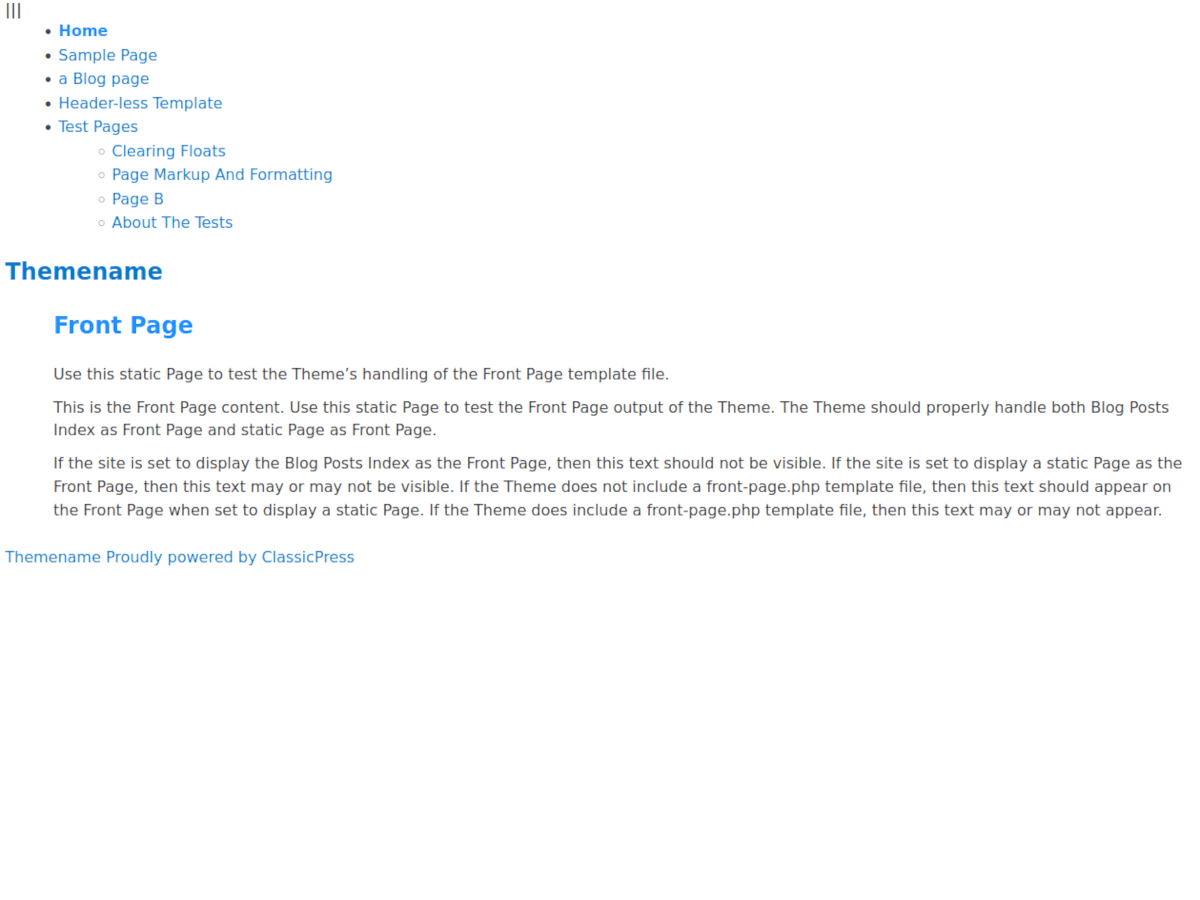 |||
Home
Sample Page
a Blog page
Header-less Template
Test Pages
Clearing Floats
Page Markup And Formatting
Page B
About The Tests
Themename
Front Page
Use this static Page to test the Theme’s handling of the Front Page template file.
This is the Front Page content. Use this static Page to test the Front Page output of the Theme. The Theme should properly handle both Blog Posts
Index as Front Page and static Page as Front Page.
If the site is set to display the Blog Posts Index as the Front Page, then this text should not be visible. If the site is set to display a static Page as the
Front Page, then this text may or may not be visible. If the Theme does not include a front-page.php template file, then this text should appear on
the Front Page when set to display a static Page. If the Theme does include a front-page.php template file, then this text may or may not appear.
Themename Proudly powered by ClassicPress